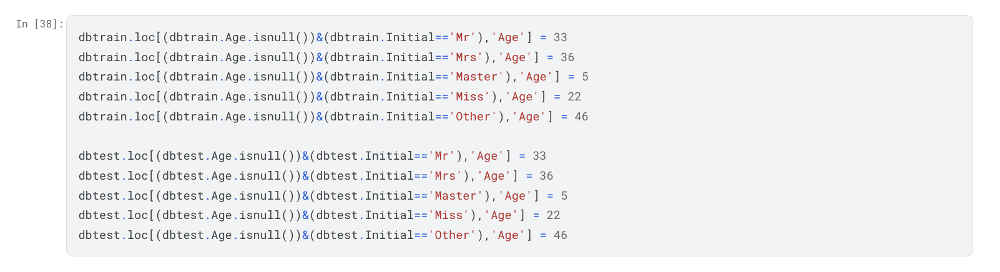 In [38]:
dbtrain.loc[(dbtrain.Age.isnull())&(dbtrain.Initial=='Mr'),'Age'] = 33
dbtrain.loc[(dbtrain.Age.isnull())&(dbtrain.Initial=='Mrs'),'Age'] = 36
dbtrain.loc[(dbtrain.Age.isnull())&(dbtrain.Initial=='Master'),'Age'] = 5
dbtrain.loc[(dbtrain.Age.isnull())&(dbtrain.Initial=='Miss'),'Age'] = 22
dbtrain.loc[(dbtrain.Age.isnull())&(dbtrain.Initial=='Other'),'Age'] = 46

dbtest.loc[(dbtest.Age.isnull())&(dbtest.Initial=='Mr'),'Age'] = 33
dbtest.loc[(dbtest.Age.isnull())&(dbtest.Initial=='Mrs'),'Age'] = 36
dbtest.loc[(dbtest.Age.isnull())&(dbtest.Initial=='Master'),'Age'] = 5
dbtest.loc[(dbtest.Age.isnull())&(dbtest.Initial=='Miss'),'Age'] = 22
dbtest.loc[(dbtest.Age.isnull())&(dbtest.Initial=='Other'),'Age'] = 46